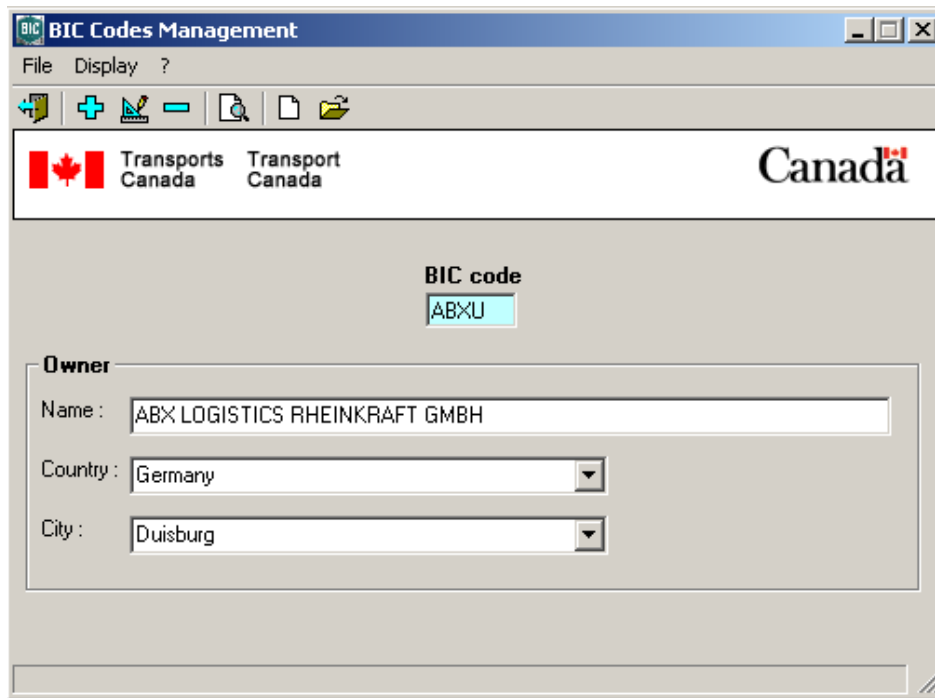 BIC BIC Codes Management
File Display ?
Transports Transport
Canada Canada
Canada
BIC code
ABXU
Owner
Name : ABX LOGISTICS RHEINKRAFT GMBH
Country : Germany
City : Duisburg